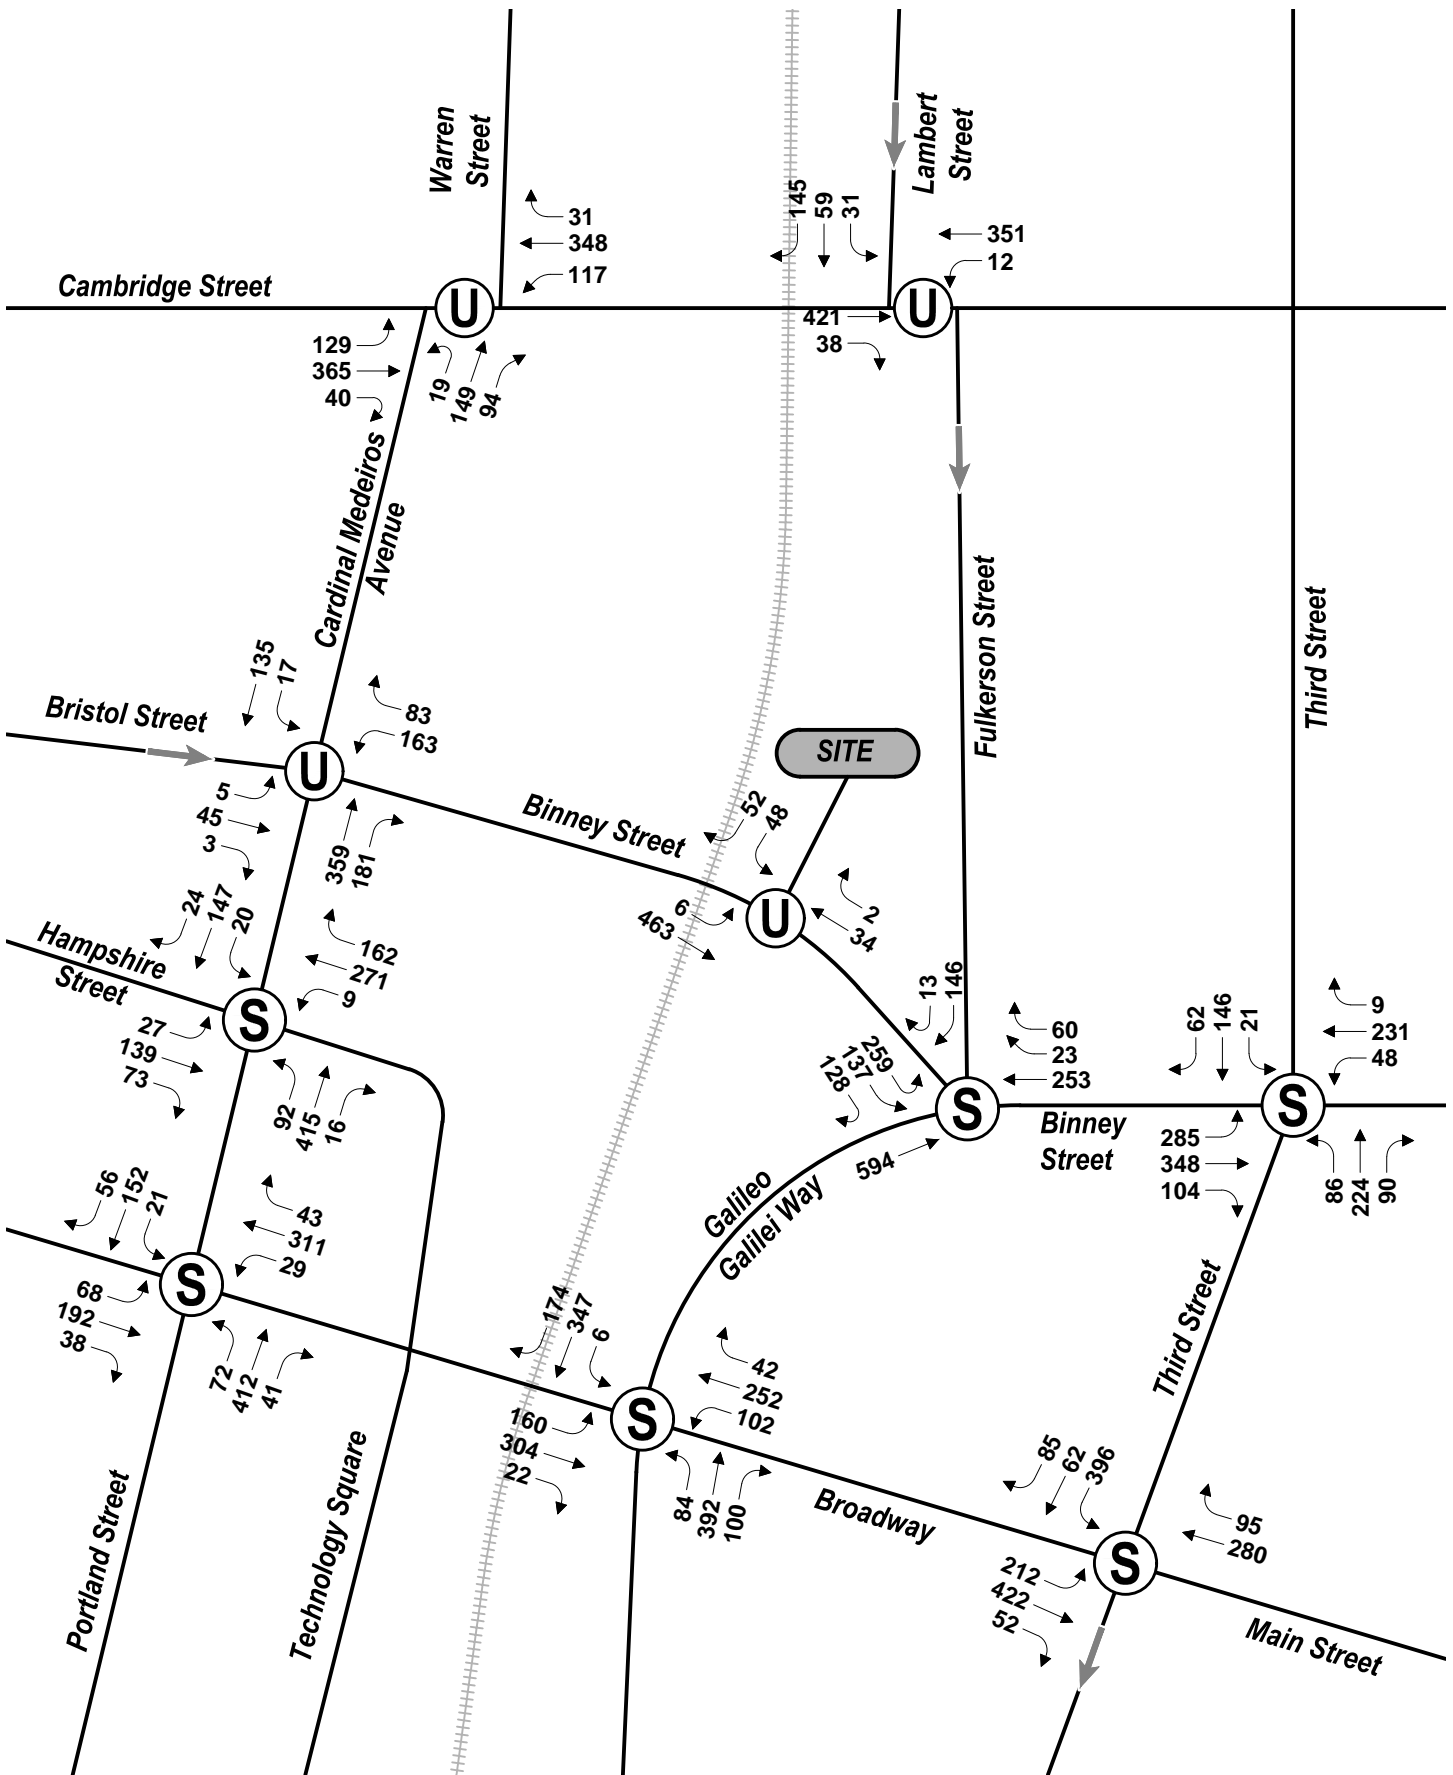 Warren
Street
Lambert
Street
145
59
31
31
348
117
351
12
Cambridge Street
U
U
421
38
129
365
40
19
149
94
Cardinal Medeiros
Avenue
Fulkerson Street
Third Street
135
17
83
163
Bristol Street
U
SITE
5
45
3
359
181
Binney Street
52
48
6
463
U
2
34
24
147
20
162
271
9
Hampshire
Street
S
27
139
73
92
415
16
13
146
259
137
128
60
23
253
S
594
Binney
Street
62
146
21
9
231
48
S
285
348
104
86
224
90
Galileo
Galilei Way
56
152
21
43
311
29
S
68
192
38
72
412
41
174
347
6
42
252
102
S
160
304
22
84
392
100
Third Street
Broadway
85
62
396
95
280
S
212
422
52
Main Street
Portland Street
Technology Square